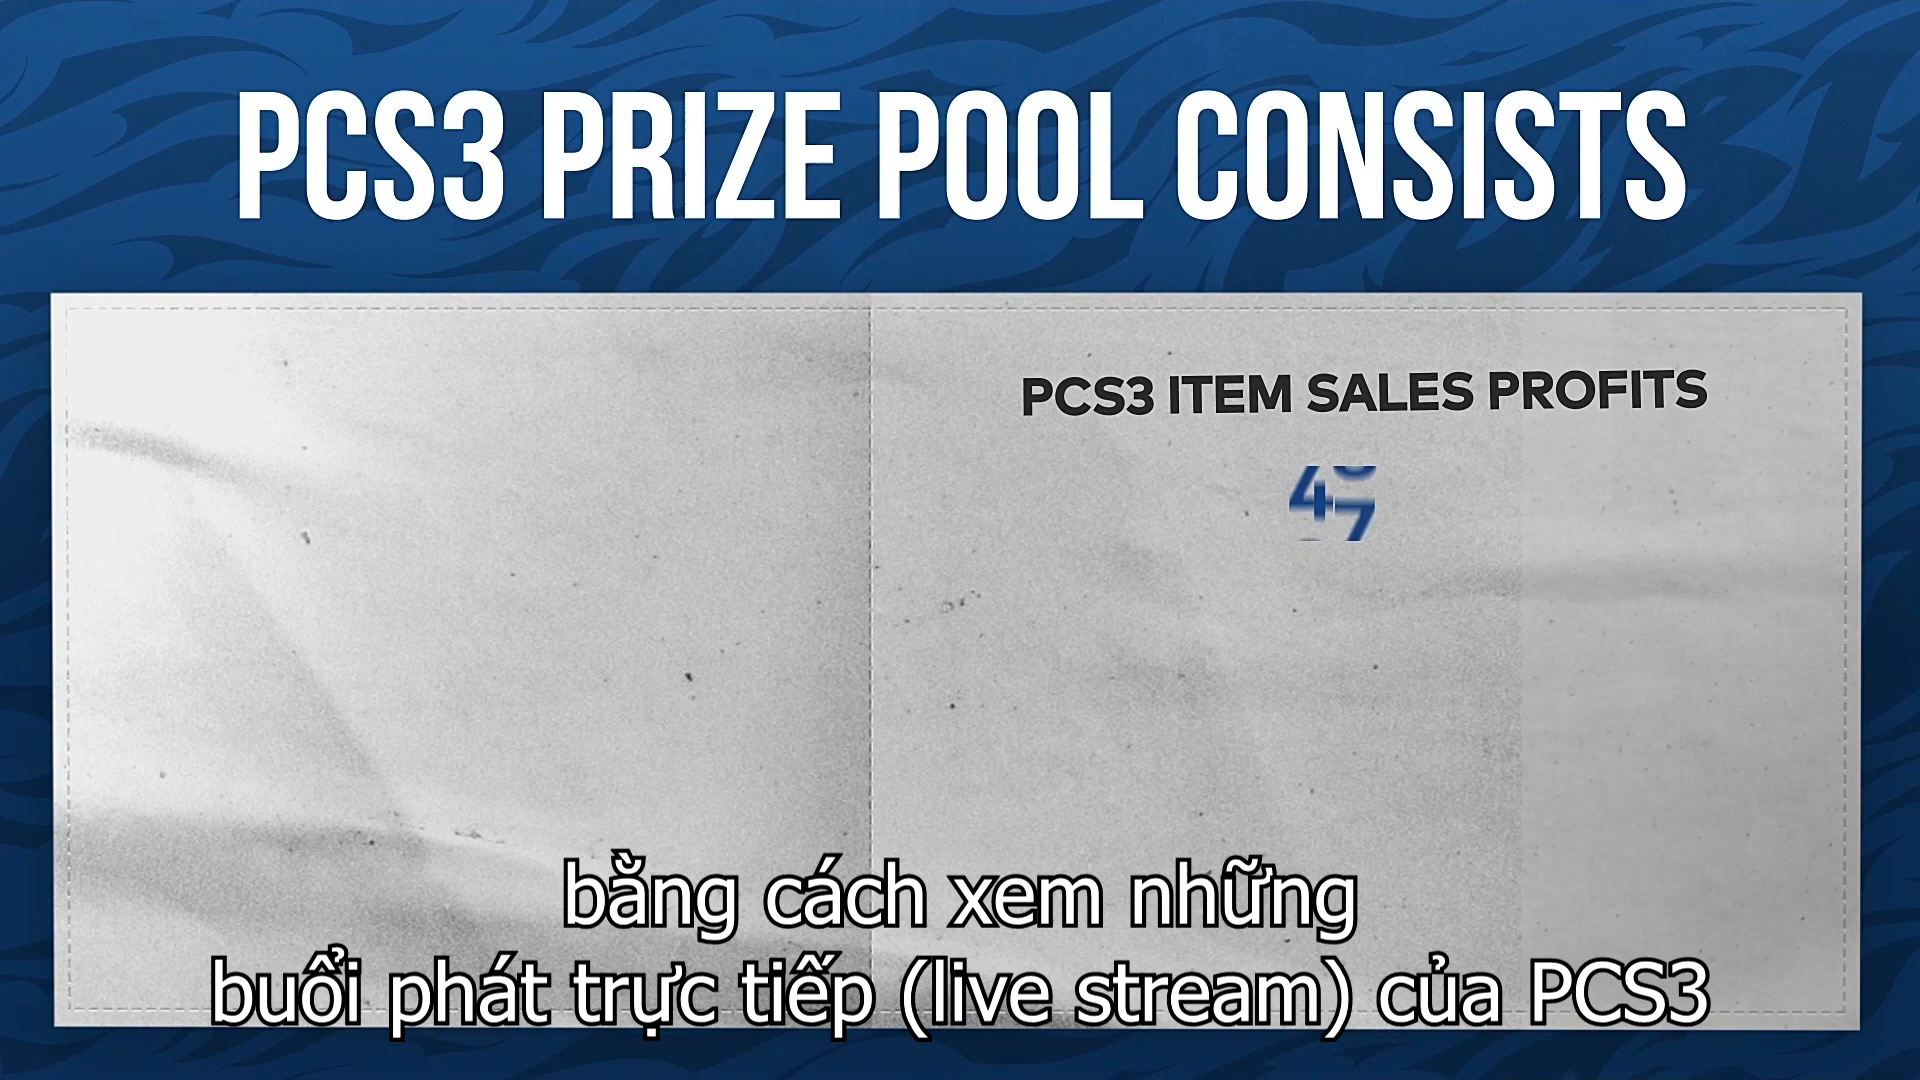 PCS3 PRIZE POOL CONSISTS
PCS3 ITEM SALES PROFITS
bằng cách xem những
buổi phát trực tiếp (live stream) của PCS3